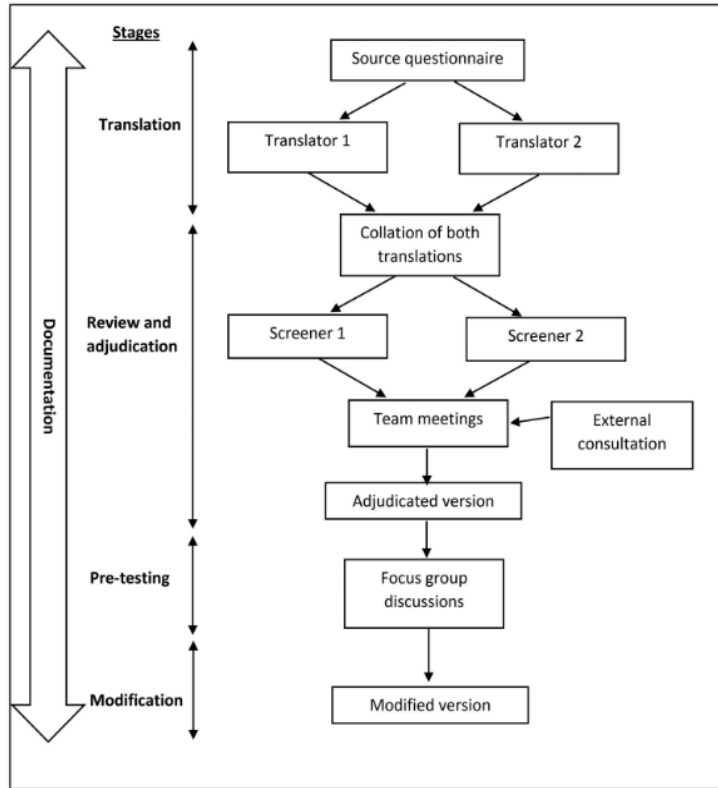 Stages
Source questionnaire
Translation
Translator 1
Translator 2
Collation of both
translations
Review and
adjudication
Screener 1
Screener 2
Documentation
Team meetings
External
consultation
Adjudicated version
Pre-testing
Focus group
discussions
Modification
Modified version